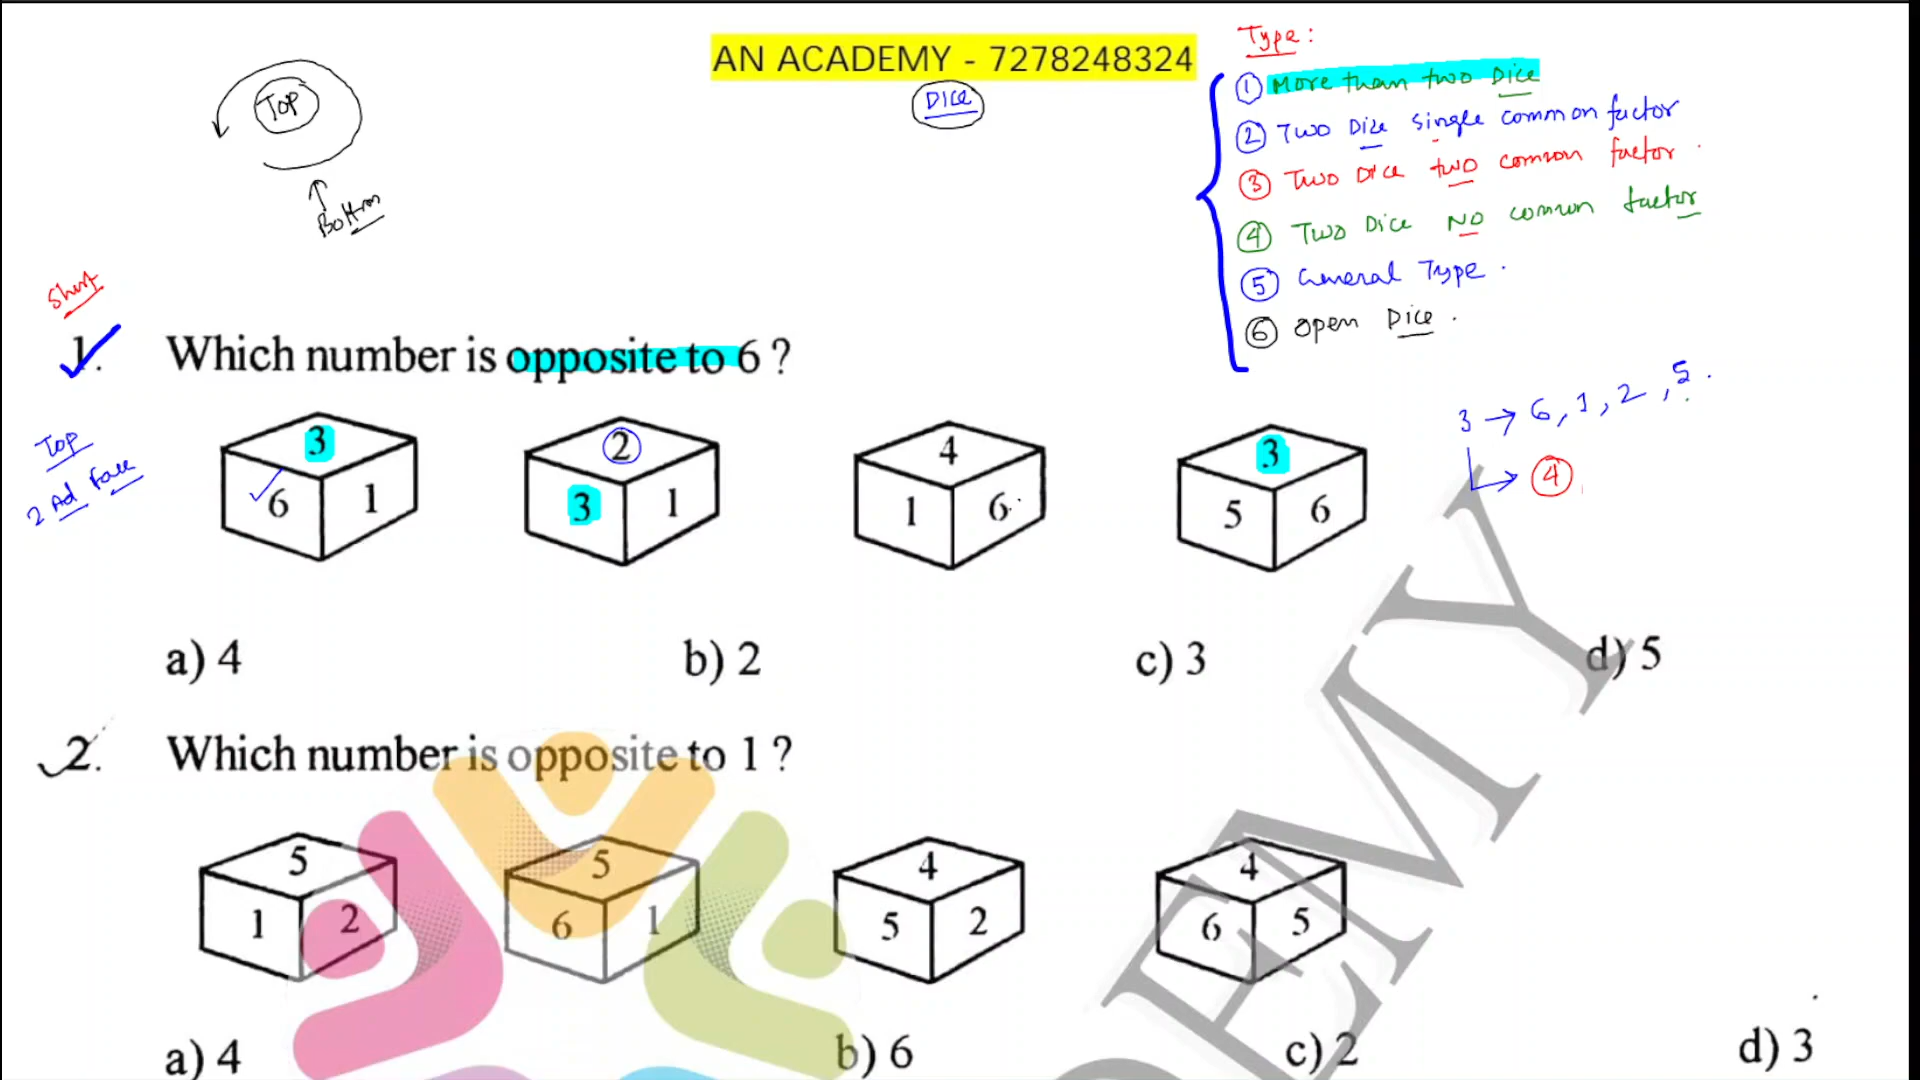 AN ACADEMY - 7278248324
Dice
Top
Bottom
Type:
① More than two Dice
② Two Dice single common factor
③ Two Dice two common factor.
④ Two Dice NO common factor
⑤ General Type.
⑥ open Dice.
Short
1. Which number is opposite to 6 ?
Top
2 Ad Face
3 6 1
2 3 1
4 1 6
3 5 6
3 → 6, 1, 2, 5.
→ ④
a) 4 b) 2 c) 3 d) 5
2. Which number is opposite to 1 ?
5 1 2
5 6 1
4 5 2
4 6 5
a) 4 b) 6 c) 2 d) 3
EMY